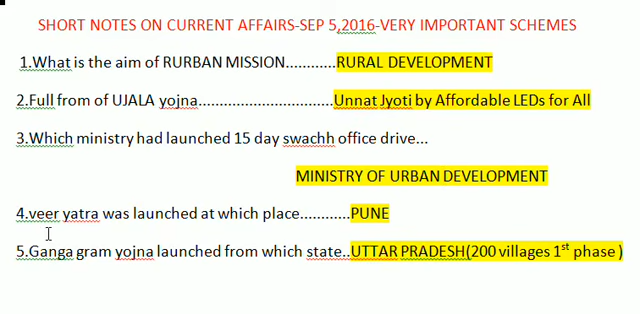 SHORT NOTES ON CURRENT AFFAIRS-SEP 5,2016-VERY IMPORTANT SCHEMES
1.What is the aim of RURBAN MISSION............RURAL DEVELOPMENT
2.Full from of UJALA yojna................................Unnat Jyoti by Affordable LEDs for All
3.Which ministry had launched 15 day swachh office drive...
MINISTRY OF URBAN DEVELOPMENT
4.veer yatra was launched at which place............PUNE
5.Ganga gram yojna launched from which state..UTTAR PRADESH(200 villages 1st phase )